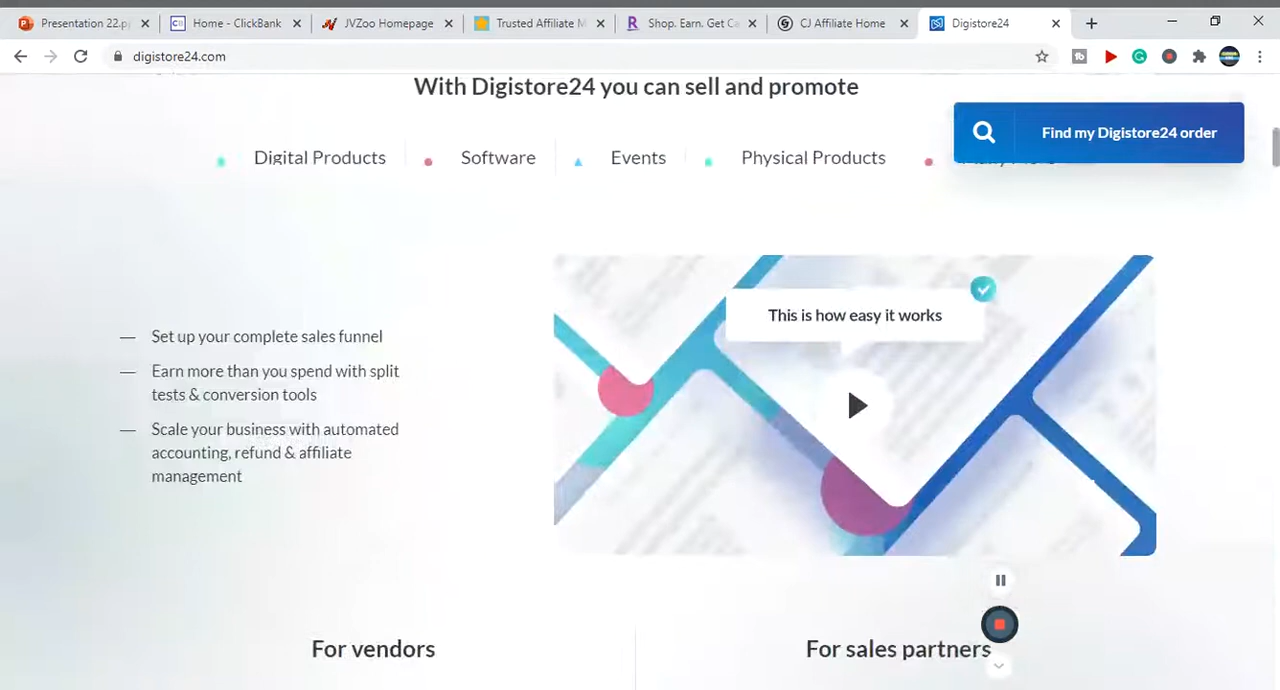 Presentation 22.p
Home - ClickBank
JVZoo Homepage
Trusted Affiliate M
Shop. Earn. Get Ca
CJ Affiliate Home
Digistore24
digistore24.com
With Digistore24 you can sell and promote
Find my Digistore24 order
Digital Products
Software
Events
Physical Products
This is how easy it works
— Set up your complete sales funnel
— Earn more than you spend with split
tests & conversion tools
— Scale your business with automated
accounting, refund & affiliate
management
For vendors
For sales partners